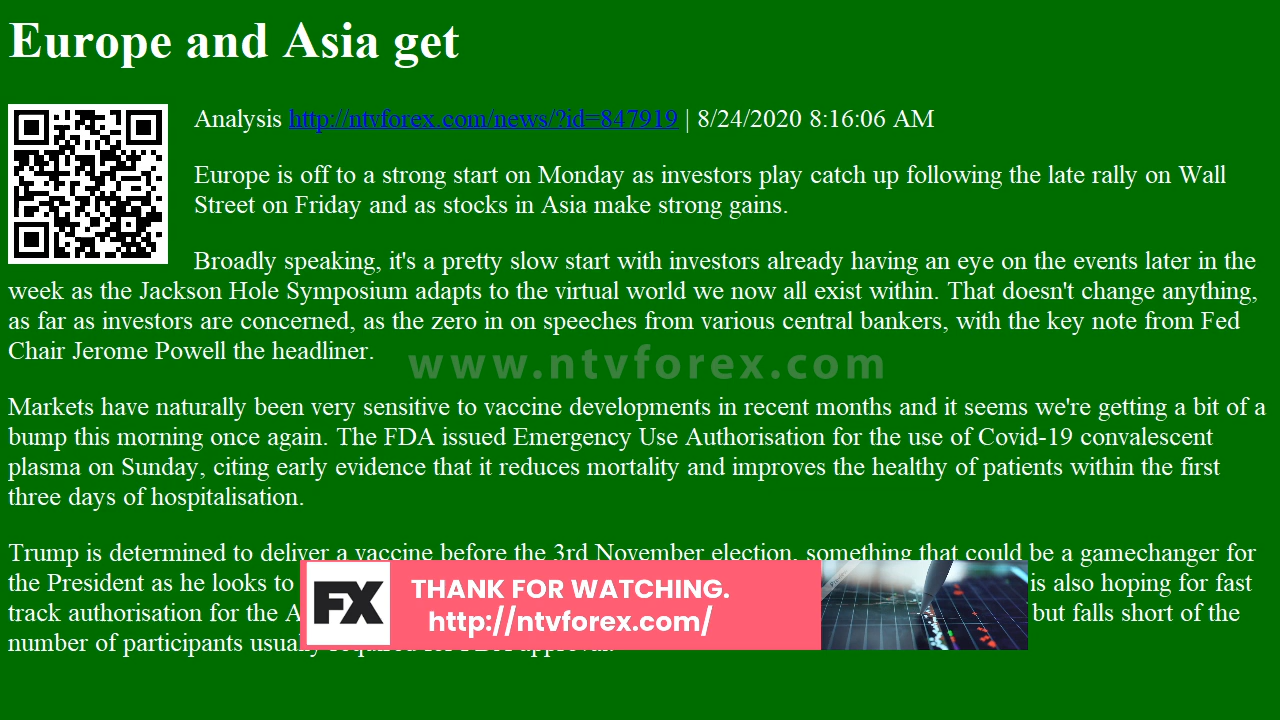 Europe and Asia get
Analysis http://ntvforex.com/news/?id=847919 | 8/24/2020 8:16:06 AM
Europe is off to a strong start on Monday as investors play catch up following the late rally on Wall
Street on Friday and as stocks in Asia make strong gains.
Broadly speaking, it's a pretty slow start with investors already having an eye on the events later in the
week as the Jackson Hole Symposium adapts to the virtual world we now all exist within. That doesn't change anything,
as far as investors are concerned, as the zero in on speeches from various central bankers, with the key note from Fed
Chair Jerome Powell the headliner.
www.ntvforex.com
Markets have naturally been very sensitive to vaccine developments in recent months and it seems we're getting a bit of a
bump this morning once again. The FDA issued Emergency Use Authorisation for the use of Covid-19 convalescent
plasma on Sunday, citing early evidence that it reduces mortality and improves the healthy of patients within the first
three days of hospitalisation.
Trump is determined to deliver a vaccine before the 3rd November election, something that could be a gamechanger for
the President as he looks to is also hoping for fast
track authorisation for the but falls short of the
number of participants usually required for approval.
FX
THANK FOR WATCHING.
http://ntvforex.com/